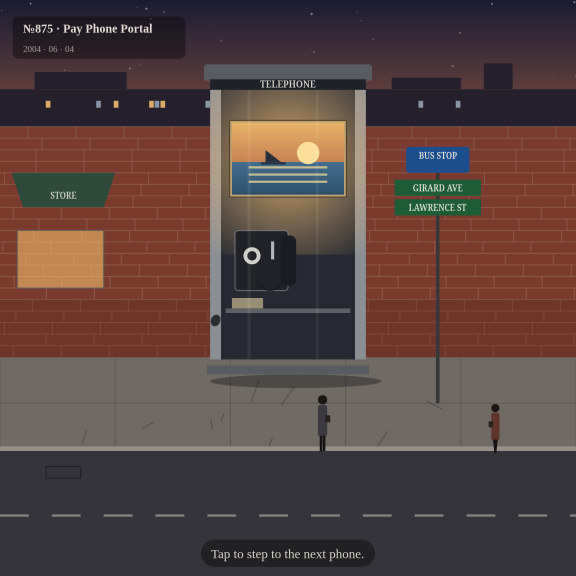 №875 · Pay Phone Portal
2004 · 06 · 04
TELEPHONE
BUS STOP
GIRARD AVE
LAWRENCE ST
STORE
Tap to step to the next phone.